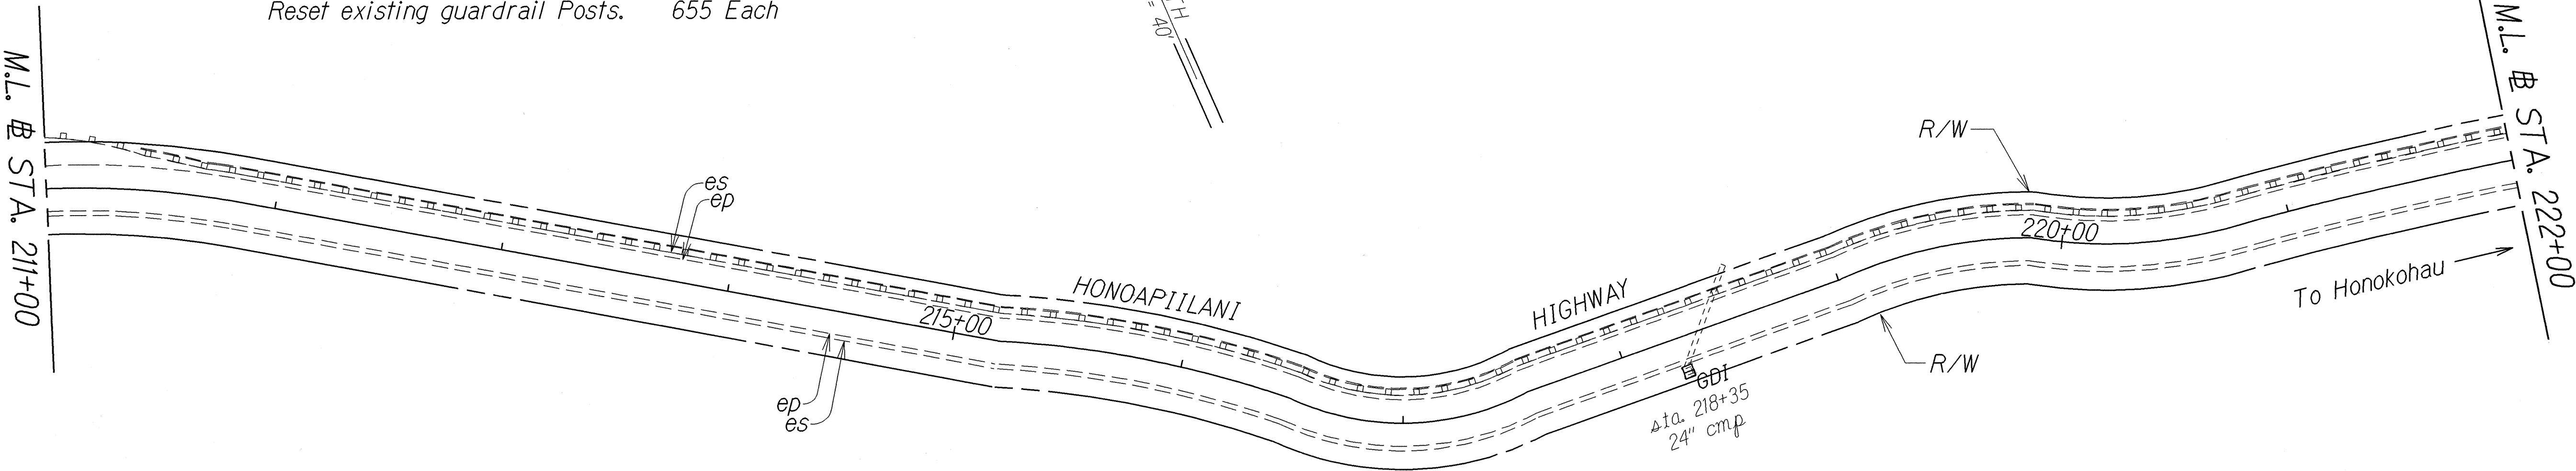 Reset existing guardrail Posts. 655 Each
H
" 40'
M.L. ℄ STA. 211+00
M.L. ℄ STA. 222+00
R/W
es
ep
HONOAPIILANI
HIGHWAY
220+00
215+00
To Honokohau
R/W
GDI
sta. 218+35
24" cmp
ep
es